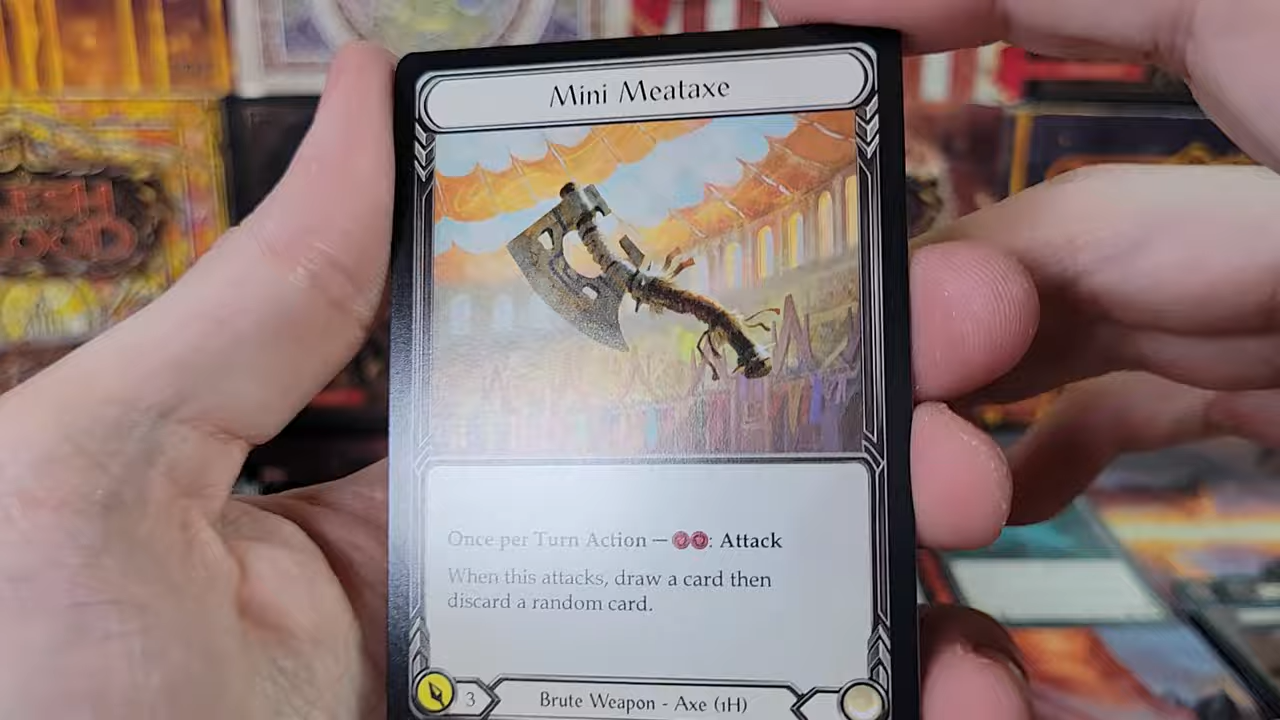 Mini Meataxe
Once per Turn Action — : Attack
When this attacks, draw a card then
discard a random card.
3
Brute Weapon - Axe (1H)